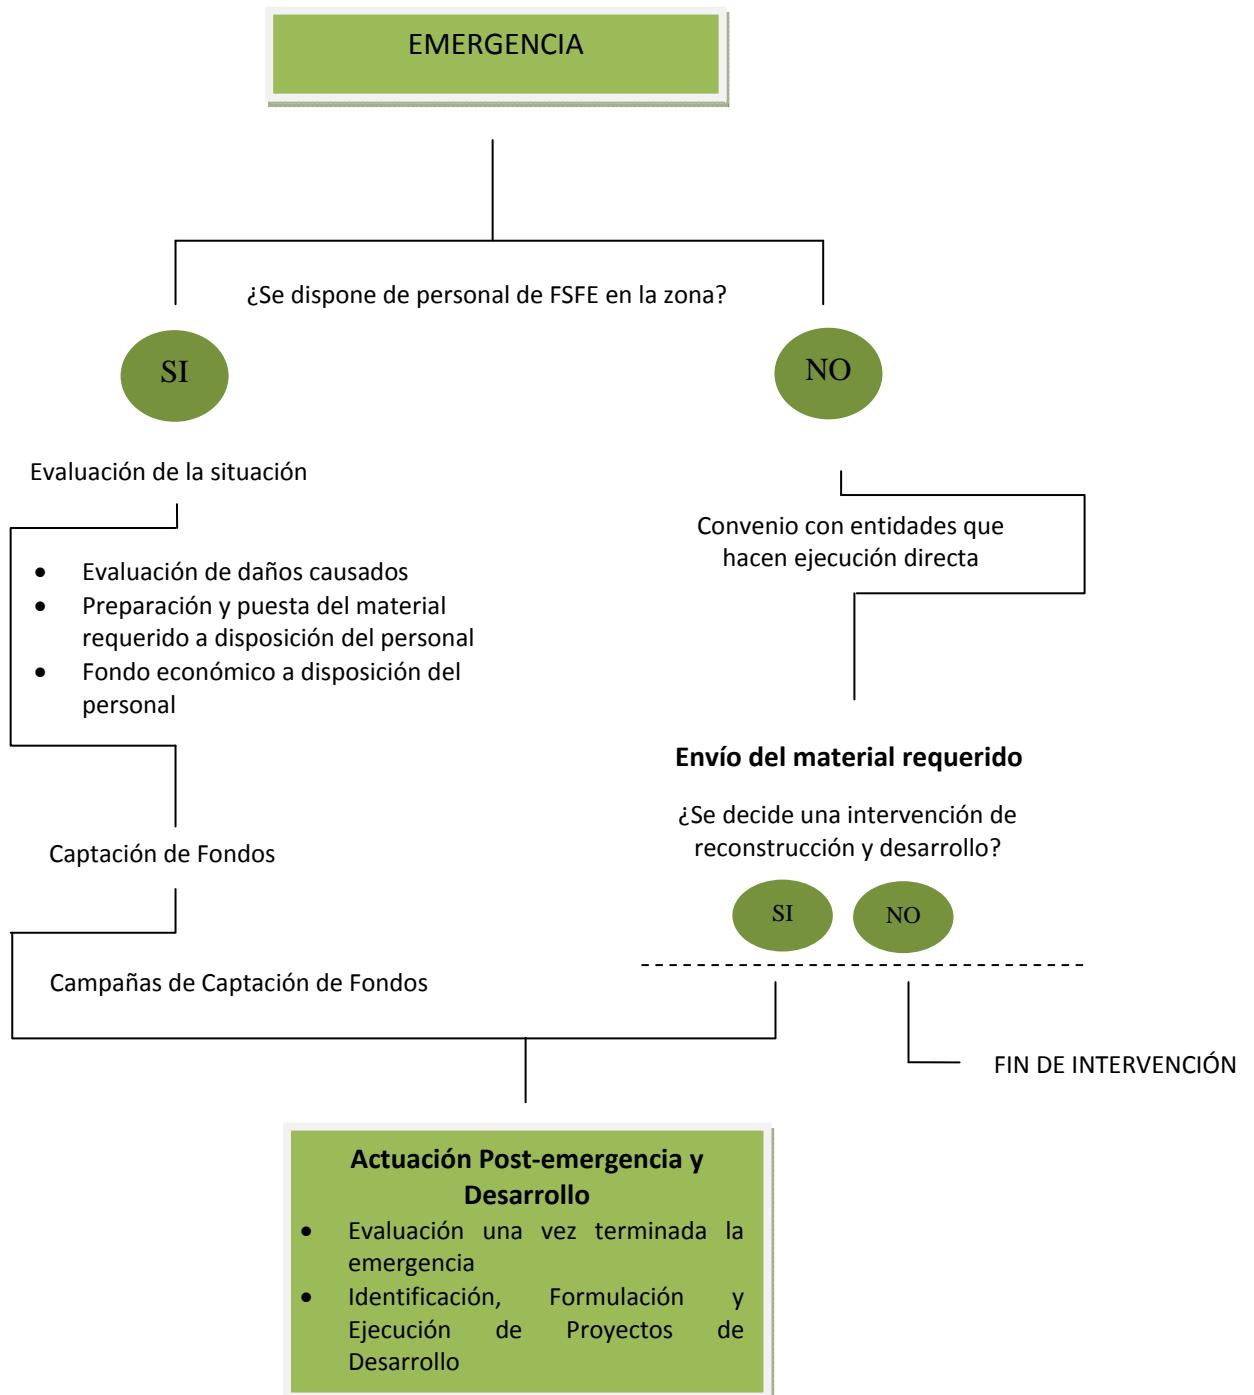 EMERGENCIA
¿Se dispone de personal de FSFE en la zona?
SI
NO
Evaluación de la situación
• Evaluación de daños causados
• Preparación y puesta del material
requerido a disposición del personal
• Fondo económico a disposición del
personal
Captación de Fondos
Campañas de Captación de Fondos
Convenio con entidades que
hacen ejecución directa
Envío del material requerido
¿Se decide una intervención de
reconstrucción y desarrollo?
SI
NO
FIN DE INTERVENCIÓN
Actuación Post-emergencia y
Desarrollo
• Evaluación una vez terminada la
emergencia
• Identificación, Formulación y
Ejecución de Proyectos de
Desarrollo